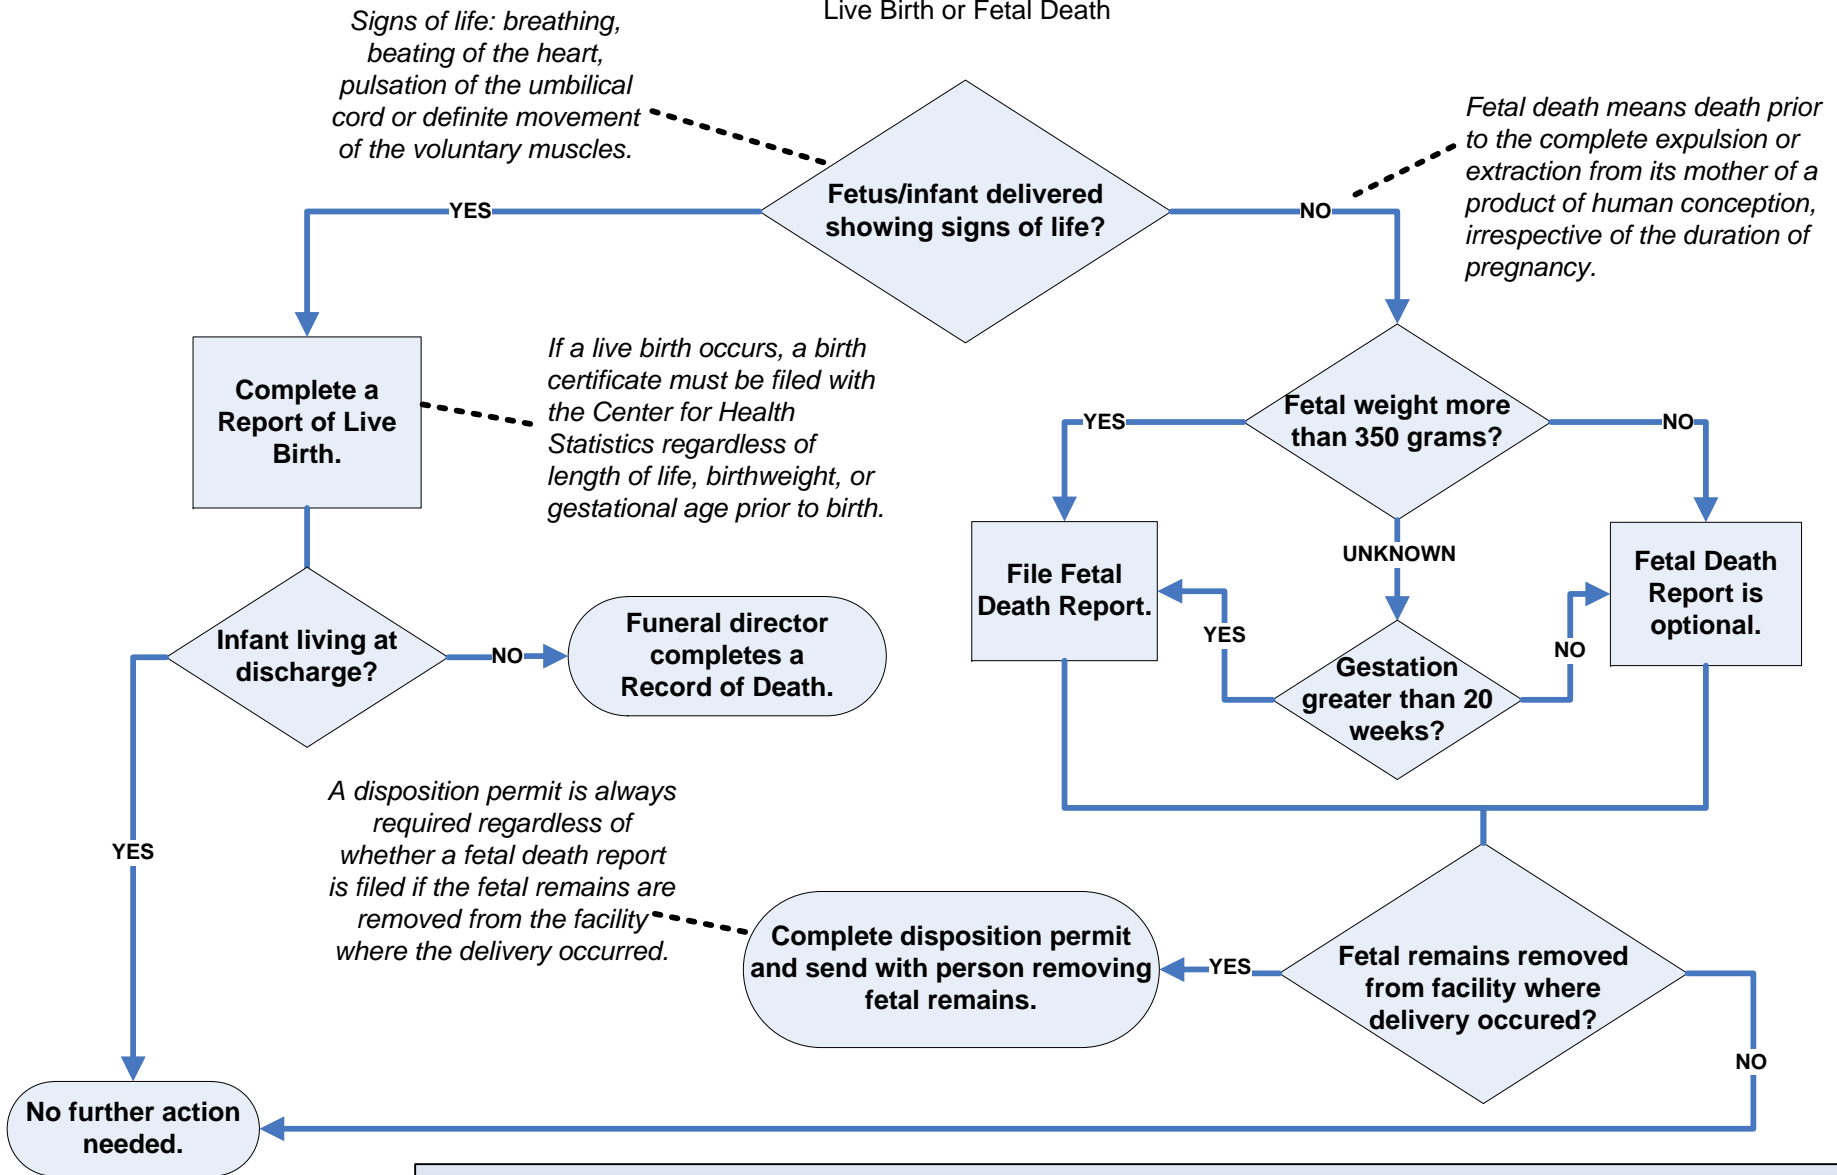 Live Birth or Fetal Death
Signs of life: breathing,
beating of the heart,
pulsation of the umbilical
cord or definite movement
of the voluntary muscles.
Fetal death means death prior
to the complete expulsion or
extraction from its mother of a
product of human conception,
irrespective of the duration of
pregnancy.
Fetus/infant delivered
showing signs of life?
YES
NO
Complete a
Report of Live
Birth.
If a live birth occurs, a birth
certificate must be filed with
the Center for Health
Statistics regardless of
length of life, birthweight, or
gestational age prior to birth.
Fetal weight more
than 350 grams?
YES
NO
UNKNOWN
File Fetal
Death Report.
Fetal Death
Report is
optional.
YES
NO
Gestation
greater than 20
weeks?
Infant living at
discharge?
NO
Funeral director
completes a
Record of Death.
YES
A disposition permit is always
required regardless of
whether a fetal death report
is filed if the fetal remains are
removed from the facility
where the delivery occurred.
Complete disposition permit
and send with person removing
fetal remains.
YES
Fetal remains removed
from facility where
delivery occured?
NO
No further action
needed.